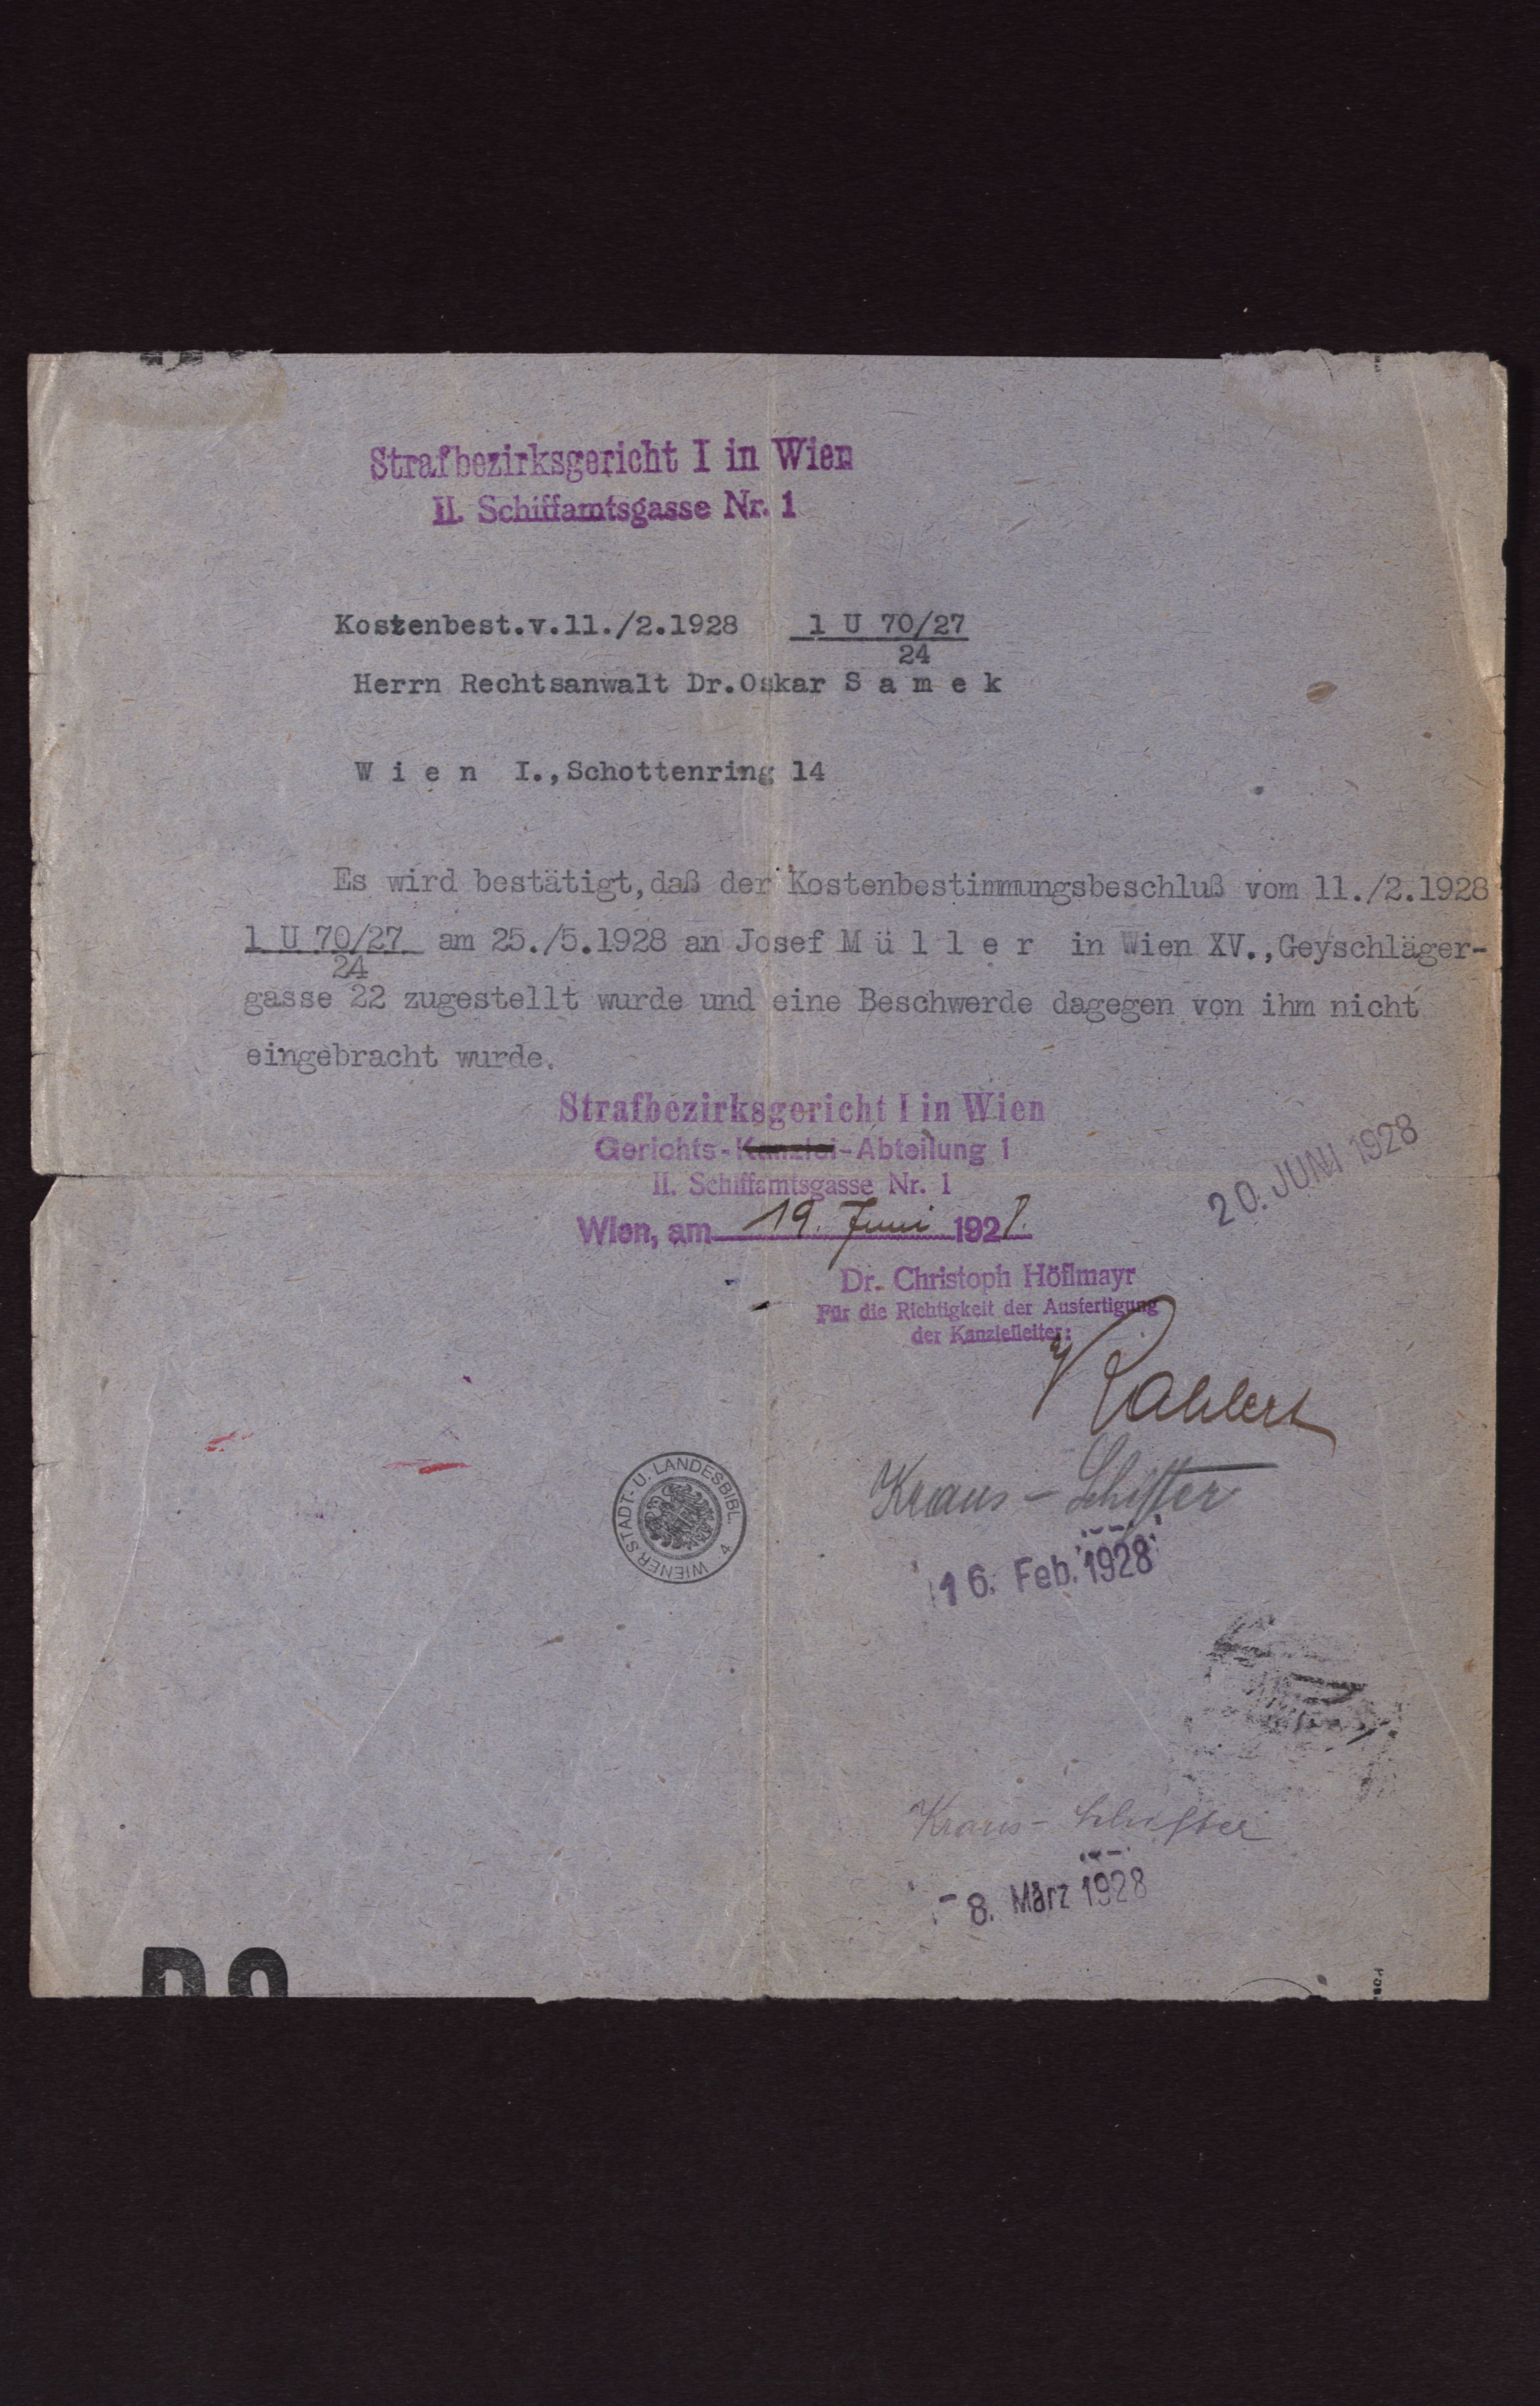 Strafbezirksgericht I in Wien
II. Schiffamtsgasse Nr. 1
Kostenbest.v.11./2.1928 1 U 70/27
24
Herrn Rechtsanwalt Dr.Oskar S a m e k
W i e n I.,Schottenring 14
Es wird bestätigt,daß der Kostenbestimmungsbeschluß vom 11./2.1928
1 U 70/27 am 25./5.1928 an Josef M ü l l e r in Wien XV.,Geyschläger-
24
gasse 22 zugestellt wurde und eine Beschwerde dagegen von ihm nicht
eingebracht wurde.
Strafbezirksgericht I in Wien
Gerichts-Kanzlei-Abteilung 1
II. Schiffamtsgasse Nr. 1
20. JUNI 1928
Wien, am 19. Juni 1928.
Dr. Christoph Höflmayr
Für die Richtigkeit der Ausfertigung
der Kanzleileiter:
Kraus –
WIENER STADT- U. LANDESBIBL. 4
16. Feb. 1928
Kraus –
- 8. März 1928